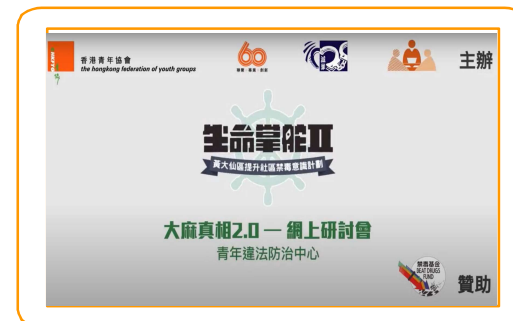 香港青年協會
the hongkong federation of youth groups
60
主辦
生命掌舵II
黃大仙區提升社區禁毒意識計劃
大麻真相2.0 — 網上研討會
青年違法防治中心
禁毒基金
BEAT DRUGS
FUND
贊助